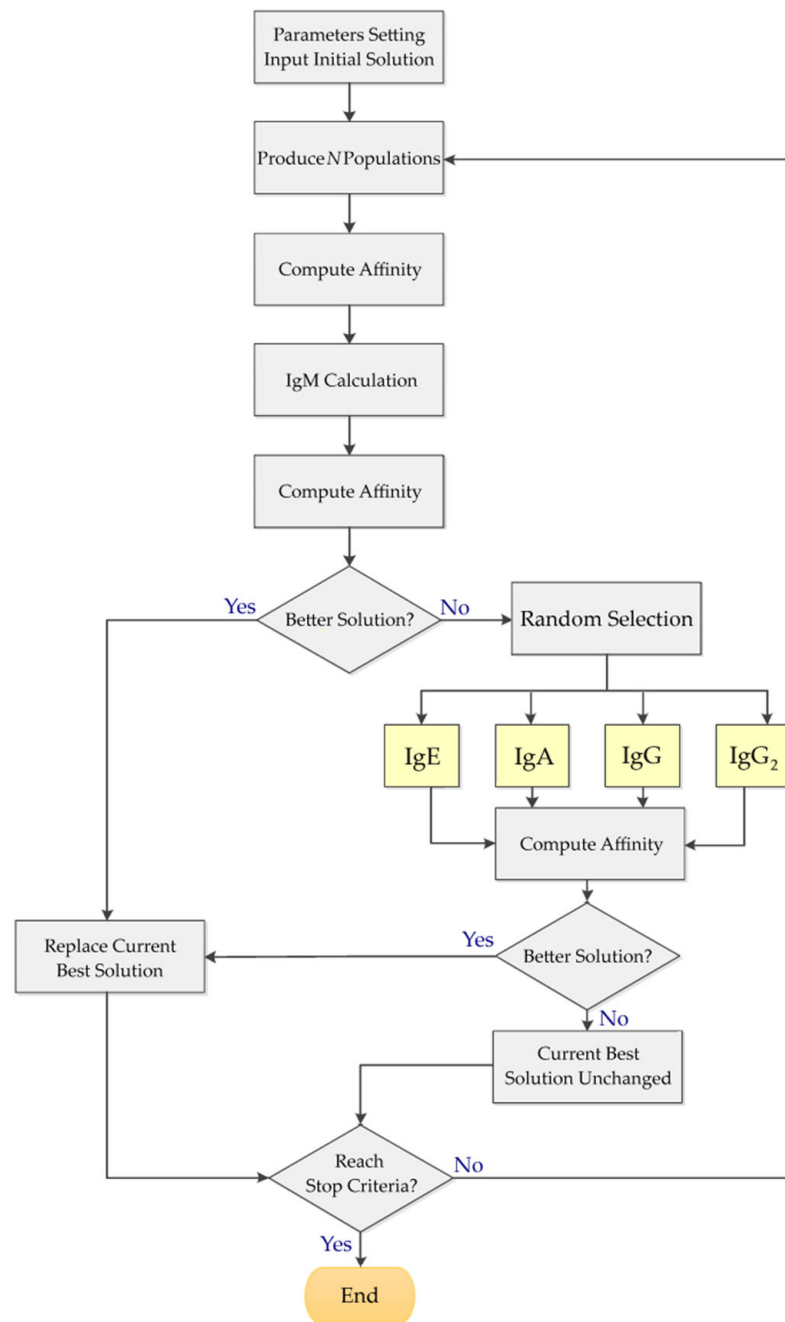 Parameters Setting
Input Initial Solution
Produce N Populations
Compute Affinity
IgM Calculation
Compute Affinity
Better Solution?
Yes
No
Random Selection
IgE
IgA
IgG
IgG₂
Compute Affinity
Better Solution?
Yes
No
Replace Current
Best Solution
Current Best
Solution Unchanged
Reach
Stop Criteria?
No
Yes
End